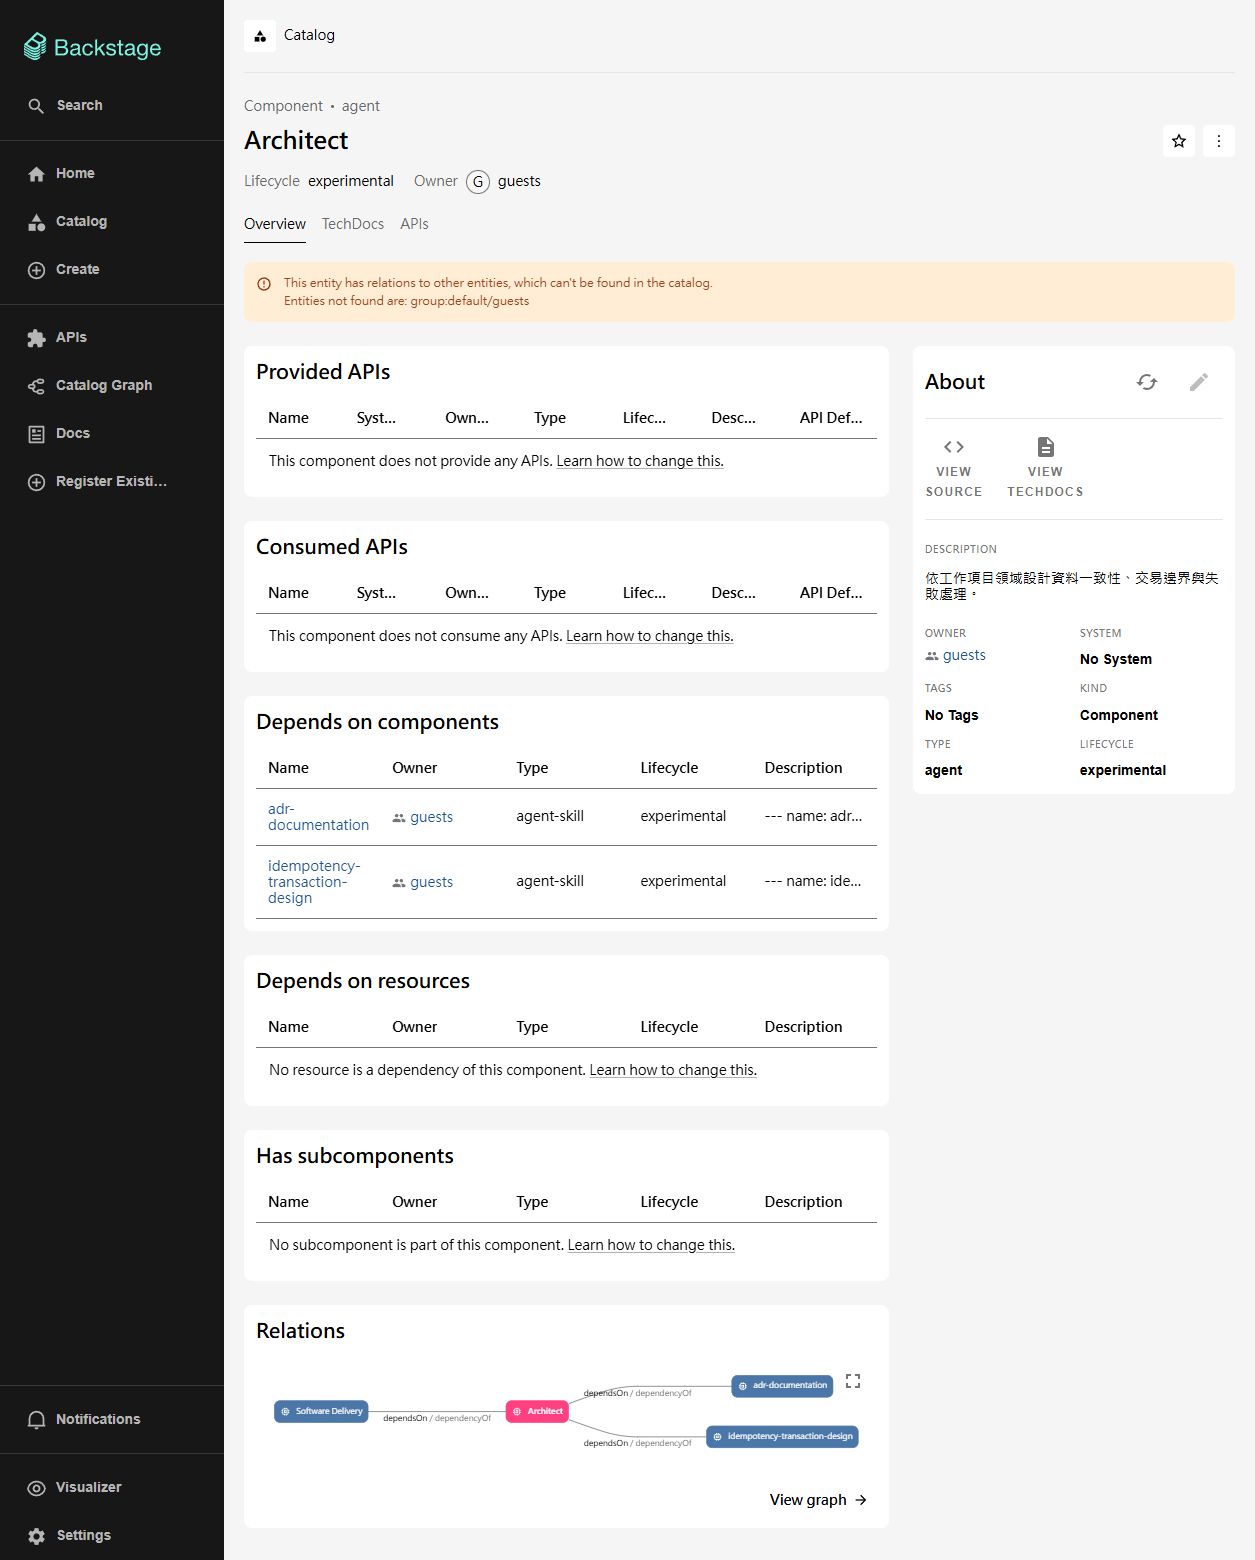 Backstage
Search
Home
Catalog
Create
APIs
Catalog Graph
Docs
Register Existi...
Notifications
Visualizer
Settings
Catalog
Component • agent
Architect
Lifecycle experimental Owner G guests
Overview TechDocs APIs
This entity has relations to other entities, which can't be found in the catalog.
Entities not found are: group:default/guests
Provided APIs
Name Syst... Own... Type Lifec... Desc... API Def...
This component does not provide any APIs. Learn how to change this.
Consumed APIs
Name Syst... Own... Type Lifec... Desc... API Def...
This component does not consume any APIs. Learn how to change this.
Depends on components
Name Owner Type Lifecycle Description
adr-
documentation
guests agent-skill experimental --- name: adr...
idempotency-
transaction-
design
guests agent-skill experimental --- name: ide...
Depends on resources
Name Owner Type Lifecycle Description
No resource is a dependency of this component. Learn how to change this.
Has subcomponents
Name Owner Type Lifecycle Description
No subcomponent is part of this component. Learn how to change this.
Relations
Software Delivery
dependsOn / dependencyOf
Architect
dependsOn / dependencyOf
adr-documentation
dependsOn / dependencyOf
idempotency-transaction-design
View graph
About
VIEW
SOURCE
VIEW
TECHDOCS
DESCRIPTION
依工作項目領域設計資料一致性、交易邊界與失
敗處理。
OWNER
guests
SYSTEM
No System
TAGS
No Tags
KIND
Component
TYPE
agent
LIFECYCLE
experimental